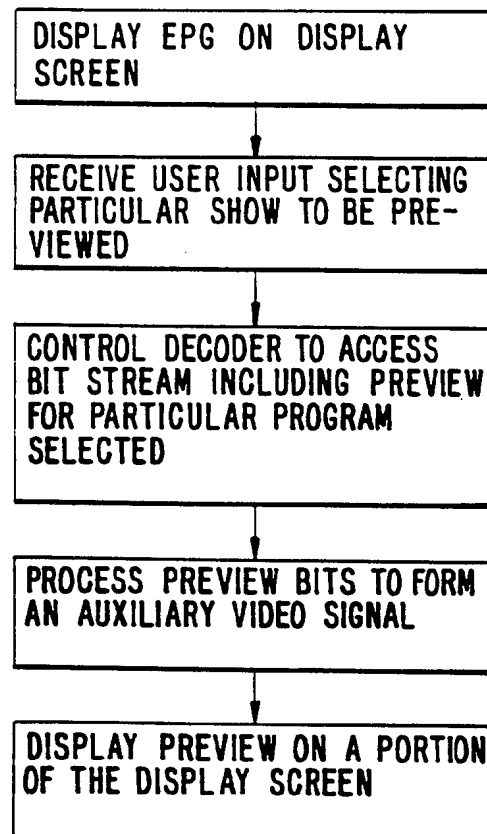 DISPLAY EPG ON DISPLAY
SCREEN
RECEIVE USER INPUT SELECTING
PARTICULAR SHOW TO BE PRE-
VIEWED
CONTROL DECODER TO ACCESS
BIT STREAM INCLUDING PREVIEW
FOR PARTICULAR PROGRAM
SELECTED
PROCESS PREVIEW BITS TO FORM
AN AUXILIARY VIDEO SIGNAL
DISPLAY PREVIEW ON A PORTION
OF THE DISPLAY SCREEN